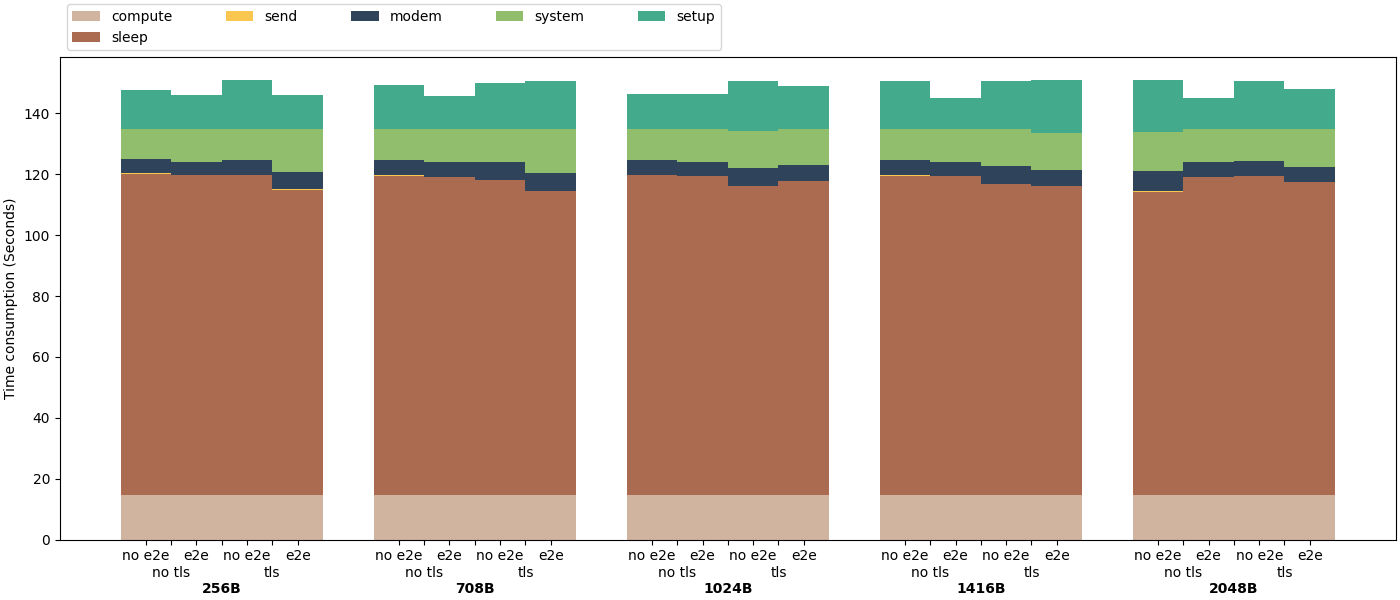 compute send modem system setup
sleep
Time consumption (Seconds)
140
120
100
80
60
40
20
0
no e2e e2e no e2e e2e no e2e e2e no e2e e2e no e2e e2e no e2e e2e no e2e e2e no e2e e2e no e2e e2e no e2e e2e
no tls tls no tls tls no tls tls no tls tls no tls tls
256B 708B 1024B 1416B 2048B